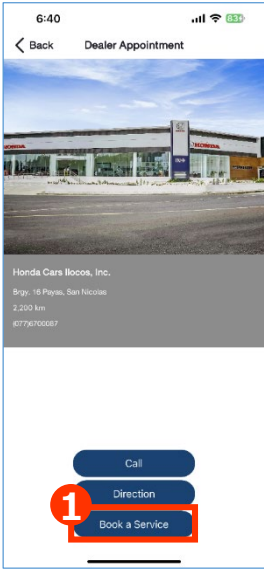 6:40
83
Back
Dealer Appointment
HONDA
HONDA
Honda Cars Ilocos, Inc.
Brgy. 16 Payas, San Nicolas
2,200 km
(077)6700087
Call
Direction
1
Book a Service